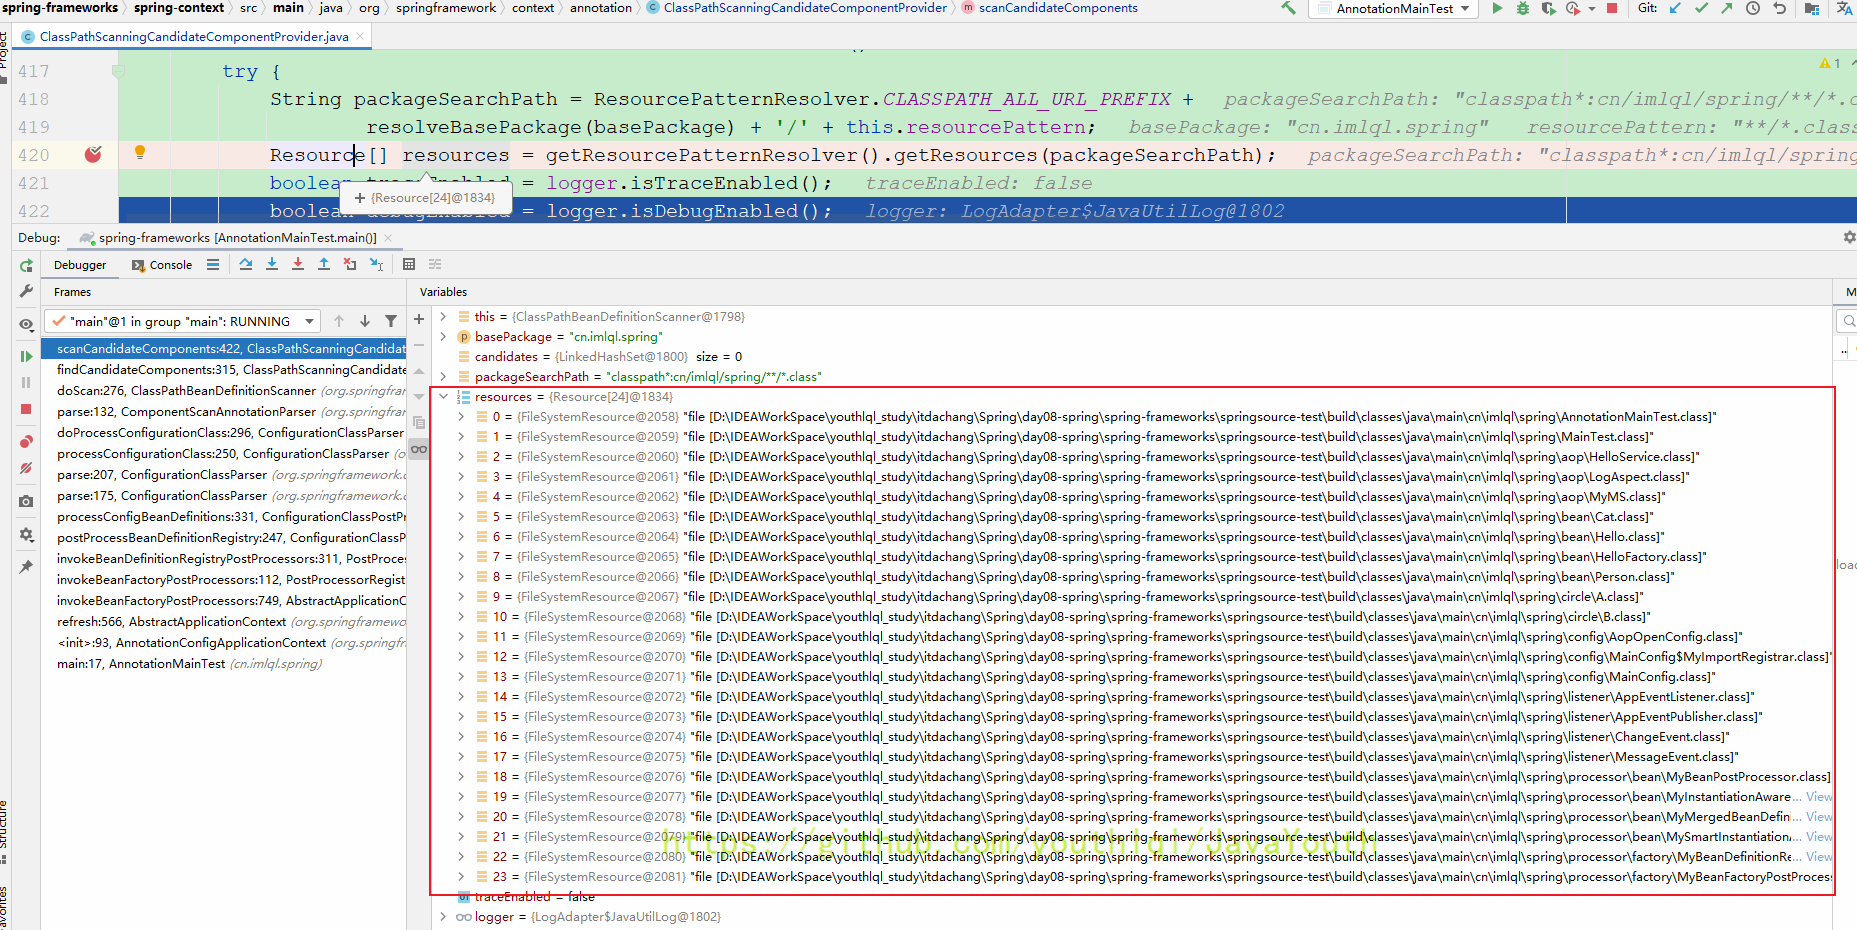 spring-frameworks › spring-context › src › main › java › org › springframework › context › annotation › ClassPathScanningCandidateComponentProvider › scanCandidateComponents AnnotationMainTest Git:
Project
ClassPathScanningCandidateComponentProvider.java ×
417 try { 1
418 String packageSearchPath = ResourcePatternResolver.CLASSPATH_ALL_URL_PREFIX + packageSearchPath: "classpath*:cn/imlql/spring/**/*.c
419 resolveBasePackage(basePackage) + '/' + this.resourcePattern; basePackage: "cn.imlql.spring" resourcePattern: "**/*.class
420 Resource[] resources = getResourcePatternResolver().getResources(packageSearchPath); packageSearchPath: "classpath*:cn/imlql/spring
421 boolean traceEnabled = logger.isTraceEnabled(); traceEnabled: false
+ {Resource[24]@1834}
422 boolean debugEnabled = logger.isDebugEnabled(); logger: LogAdapter$JavaUtilLog@1802
Debug: spring-frameworks [AnnotationMainTest.main()] ×
Debugger Console
Frames
"main"@1 in group "main": RUNNING
scanCandidateComponents:422, ClassPathScanningCandidat
findCandidateComponents:315, ClassPathScanningCandidate
doScan:276, ClassPathBeanDefinitionScanner (org.springfran
parse:132, ComponentScanAnnotationParser (org.springfra
doProcessConfigurationClass:296, ConfigurationClassParser
processConfigurationClass:250, ConfigurationClassParser (o
parse:207, ConfigurationClassParser (org.springframework.c
parse:175, ConfigurationClassParser (org.springframework.c
processConfigBeanDefinitions:331, ConfigurationClassPostPr
postProcessBeanDefinitionRegistry:247, ConfigurationClassP
invokeBeanDefinitionRegistryPostProcessors:311, PostProces
invokeBeanFactoryPostProcessors:112, PostProcessorRegist
invokeBeanFactoryPostProcessors:749, AbstractApplicationC
refresh:566, AbstractApplicationContext (org.springframewo
<init>:93, AnnotationConfigApplicationContext (org.springfr
main:17, AnnotationMainTest (cn.imlql.spring)
Variables
this = {ClassPathBeanDefinitionScanner@1798}
basePackage = "cn.imlql.spring"
candidates = {LinkedHashSet@1800} size = 0
packageSearchPath = "classpath*:cn/imlql/spring/**/*.class"
resources = {Resource[24]@1834}
0 = {FileSystemResource@2058} "file [D:\IDEAWorkSpace\youthlql_study\itdachang\Spring\day08-spring\spring-frameworks\springsource-test\build\classes\java\main\cn\imlql\spring\AnnotationMainTest.class]"
1 = {FileSystemResource@2059} "file [D:\IDEAWorkSpace\youthlql_study\itdachang\Spring\day08-spring\spring-frameworks\springsource-test\build\classes\java\main\cn\imlql\spring\MainTest.class]"
2 = {FileSystemResource@2060} "file [D:\IDEAWorkSpace\youthlql_study\itdachang\Spring\day08-spring\spring-frameworks\springsource-test\build\classes\java\main\cn\imlql\spring\aop\HelloService.class]"
3 = {FileSystemResource@2061} "file [D:\IDEAWorkSpace\youthlql_study\itdachang\Spring\day08-spring\spring-frameworks\springsource-test\build\classes\java\main\cn\imlql\spring\aop\LogAspect.class]"
4 = {FileSystemResource@2062} "file [D:\IDEAWorkSpace\youthlql_study\itdachang\Spring\day08-spring\spring-frameworks\springsource-test\build\classes\java\main\cn\imlql\spring\aop\MyMS.class]"
5 = {FileSystemResource@2063} "file [D:\IDEAWorkSpace\youthlql_study\itdachang\Spring\day08-spring\spring-frameworks\springsource-test\build\classes\java\main\cn\imlql\spring\bean\Cat.class]"
6 = {FileSystemResource@2064} "file [D:\IDEAWorkSpace\youthlql_study\itdachang\Spring\day08-spring\spring-frameworks\springsource-test\build\classes\java\main\cn\imlql\spring\bean\Hello.class]"
7 = {FileSystemResource@2065} "file [D:\IDEAWorkSpace\youthlql_study\itdachang\Spring\day08-spring\spring-frameworks\springsource-test\build\classes\java\main\cn\imlql\spring\bean\HelloFactory.class]"
8 = {FileSystemResource@2066} "file [D:\IDEAWorkSpace\youthlql_study\itdachang\Spring\day08-spring\spring-frameworks\springsource-test\build\classes\java\main\cn\imlql\spring\bean\Person.class]"
9 = {FileSystemResource@2067} "file [D:\IDEAWorkSpace\youthlql_study\itdachang\Spring\day08-spring\spring-frameworks\springsource-test\build\classes\java\main\cn\imlql\spring\circle\A.class]"
10 = {FileSystemResource@2068} "file [D:\IDEAWorkSpace\youthlql_study\itdachang\Spring\day08-spring\spring-frameworks\springsource-test\build\classes\java\main\cn\imlql\spring\circle\B.class]"
11 = {FileSystemResource@2069} "file [D:\IDEAWorkSpace\youthlql_study\itdachang\Spring\day08-spring\spring-frameworks\springsource-test\build\classes\java\main\cn\imlql\spring\config\AopOpenConfig.class]"
12 = {FileSystemResource@2070} "file [D:\IDEAWorkSpace\youthlql_study\itdachang\Spring\day08-spring\spring-frameworks\springsource-test\build\classes\java\main\cn\imlql\spring\config\MainConfig$MyImportRegistrar.class]"
13 = {FileSystemResource@2071} "file [D:\IDEAWorkSpace\youthlql_study\itdachang\Spring\day08-spring\spring-frameworks\springsource-test\build\classes\java\main\cn\imlql\spring\config\MainConfig.class]"
14 = {FileSystemResource@2072} "file [D:\IDEAWorkSpace\youthlql_study\itdachang\Spring\day08-spring\spring-frameworks\springsource-test\build\classes\java\main\cn\imlql\spring\listener\AppEventListener.class]"
15 = {FileSystemResource@2073} "file [D:\IDEAWorkSpace\youthlql_study\itdachang\Spring\day08-spring\spring-frameworks\springsource-test\build\classes\java\main\cn\imlql\spring\listener\AppEventPublisher.class]"
16 = {FileSystemResource@2074} "file [D:\IDEAWorkSpace\youthlql_study\itdachang\Spring\day08-spring\spring-frameworks\springsource-test\build\classes\java\main\cn\imlql\spring\listener\ChangeEvent.class]"
17 = {FileSystemResource@2075} "file [D:\IDEAWorkSpace\youthlql_study\itdachang\Spring\day08-spring\spring-frameworks\springsource-test\build\classes\java\main\cn\imlql\spring\listener\MessageEvent.class]"
18 = {FileSystemResource@2076} "file [D:\IDEAWorkSpace\youthlql_study\itdachang\Spring\day08-spring\spring-frameworks\springsource-test\build\classes\java\main\cn\imlql\spring\processor\bean\MyBeanPostProcessor.class]
19 = {FileSystemResource@2077} "file [D:\IDEAWorkSpace\youthlql_study\itdachang\Spring\day08-spring\spring-frameworks\springsource-test\build\classes\java\main\cn\imlql\spring\processor\bean\MyInstantiationAware... View
20 = {FileSystemResource@2078} "file [D:\IDEAWorkSpace\youthlql_study\itdachang\Spring\day08-spring\spring-frameworks\springsource-test\build\classes\java\main\cn\imlql\spring\processor\bean\MyMergedBeanDefini... View
21 = {FileSystemResource@2079} "file [D:\IDEAWorkSpace\youthlql_study\itdachang\Spring\day08-spring\spring-frameworks\springsource-test\build\classes\java\main\cn\imlql\spring\processor\bean\MySmartInstantiation... View
22 = {FileSystemResource@2080} "file [D:\IDEAWorkSpace\youthlql_study\itdachang\Spring\day08-spring\spring-frameworks\springsource-test\build\classes\java\main\cn\imlql\spring\processor\factory\MyBeanDefinitionRe... View
23 = {FileSystemResource@2081} "file [D:\IDEAWorkSpace\youthlql_study\itdachang\Spring\day08-spring\spring-frameworks\springsource-test\build\classes\java\main\cn\imlql\spring\processor\factory\MyBeanFactoryPostProcess
https://github.com/youthlql/JavaYouth
traceEnabled = false
logger = {LogAdapter$JavaUtilLog@1802}
Structure